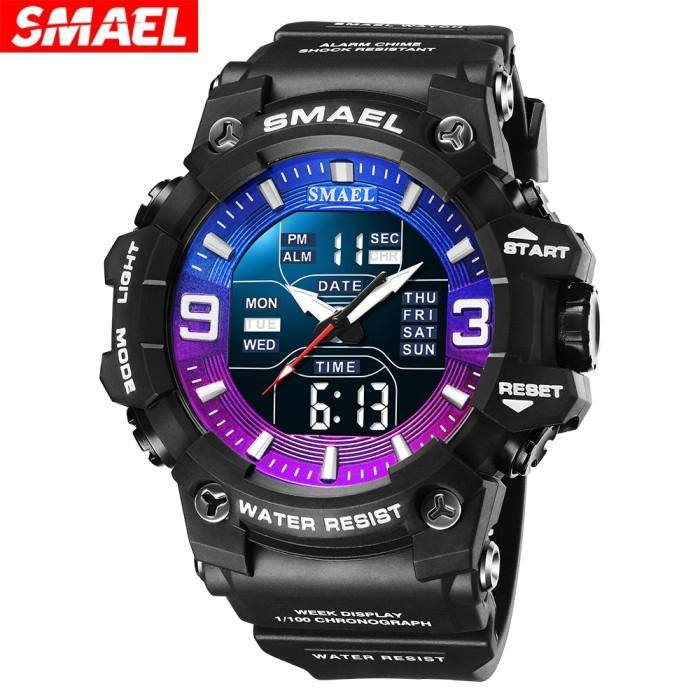 SMAEL
SMAEL WATCH
ALARM CHIME
SHOCK RESISTANT
SMAEL
SMAEL
PM 11 SEC
ALM CHR
START
LIGHT
DATE
MON
THU
TUE
FRI
9
3
WED
SAT
SUN
MODE
TIME
RESET
6:13
WATER RESIST
WEEK DISPLAY
1/100 CHRONOGRAPH
WATER RESIST